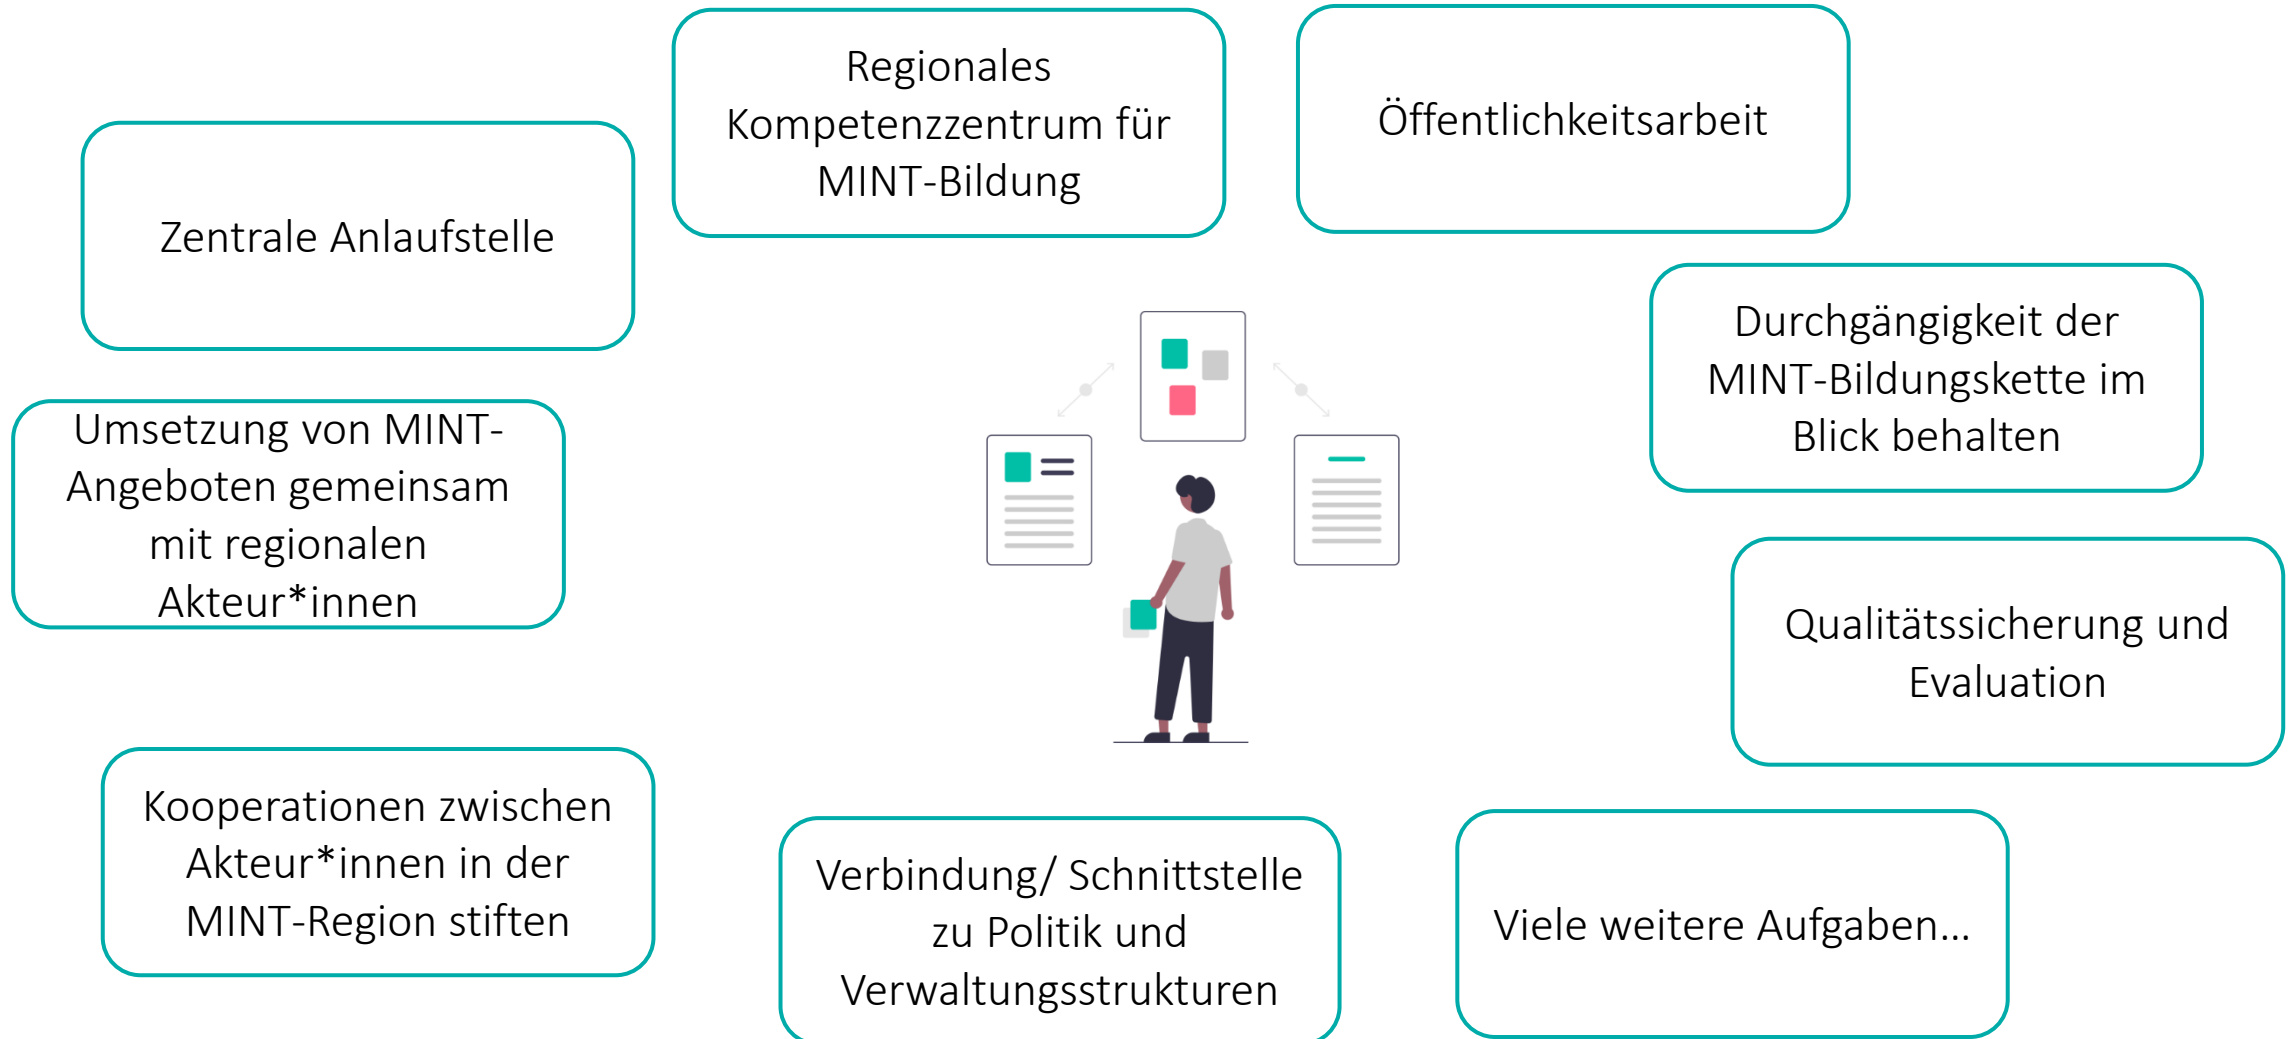 Regionales
Kompetenzzentrum für
MINT-Bildung
Öffentlichkeitsarbeit
Zentrale Anlaufstelle
Durchgängigkeit der
MINT-Bildungskette im
Blick behalten
Umsetzung von MINT-
Angeboten gemeinsam
mit regionalen
Akteur*innen
Qualitätssicherung und
Evaluation
Kooperationen zwischen
Akteur*innen in der
MINT-Region stiften
Verbindung/ Schnittstelle
zu Politik und
Verwaltungsstrukturen
Viele weitere Aufgaben...